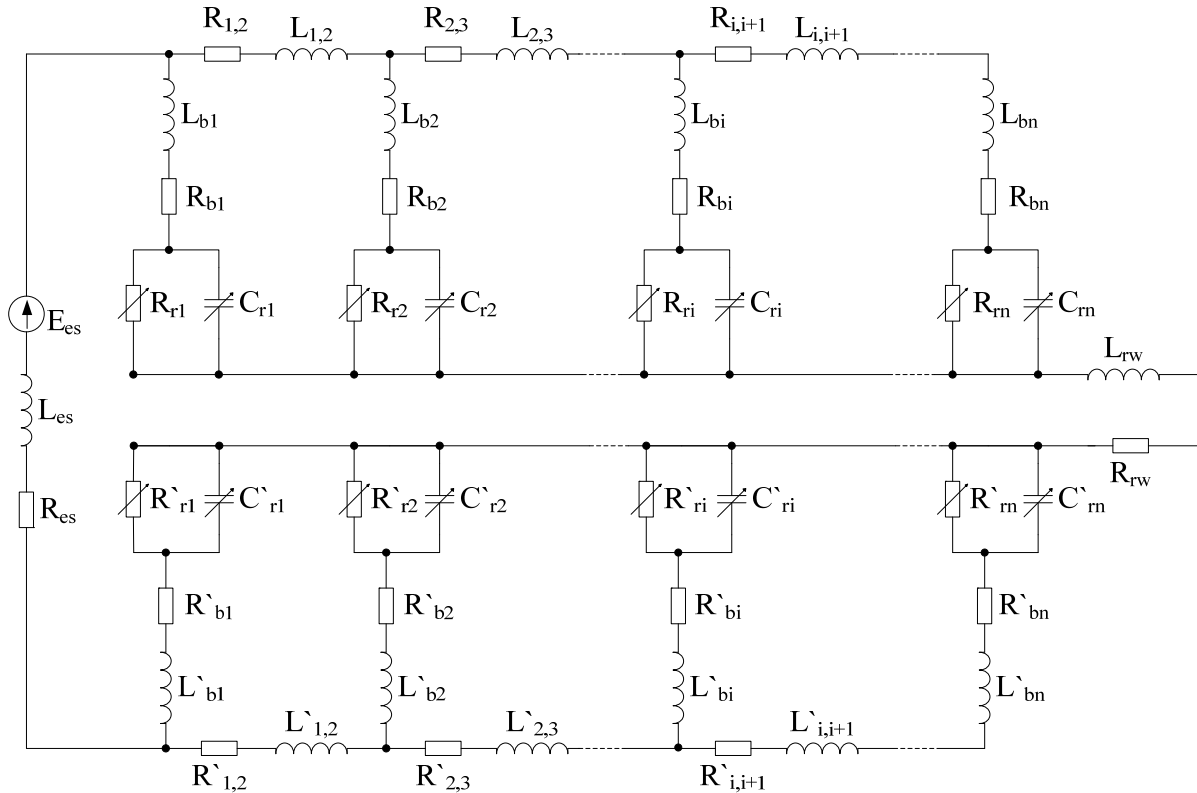 R1,2 L1,2 R2,3 L2,3 Ri,i+1 Li,i+1
Lb1 Lb2 Lbi Lbn
Rb1 Rb2 Rbi Rbn
Rr1 Cr1 Rr2 Cr2 Rri Cri Rrn Crn
Ees
Lrw
Les
Rrw
Res
R`r1 C`r1 R`r2 C`r2 R`ri C`ri R`rn C`rn
R`b1 R`b2 R`bi R`bn
L`b1 L`b2 L`bi L`bn
L`1,2 L`2,3 L`i,i+1
R`1,2 R`2,3 R`i,i+1